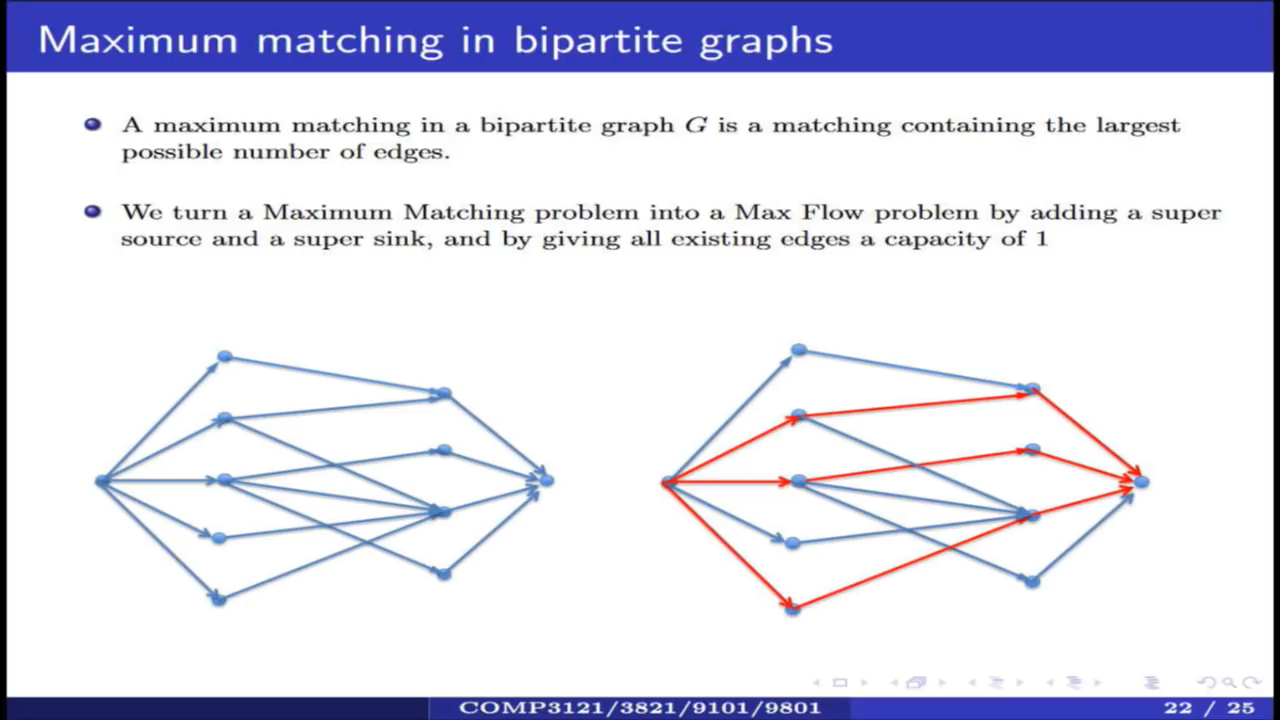 Maximum matching in bipartite graphs
A maximum matching in a bipartite graph G is a matching containing the largest
possible number of edges.
We turn a Maximum Matching problem into a Max Flow problem by adding a super
source and a super sink, and by giving all existing edges a capacity of 1
COMP3121/3821/9101/9801
22 / 25